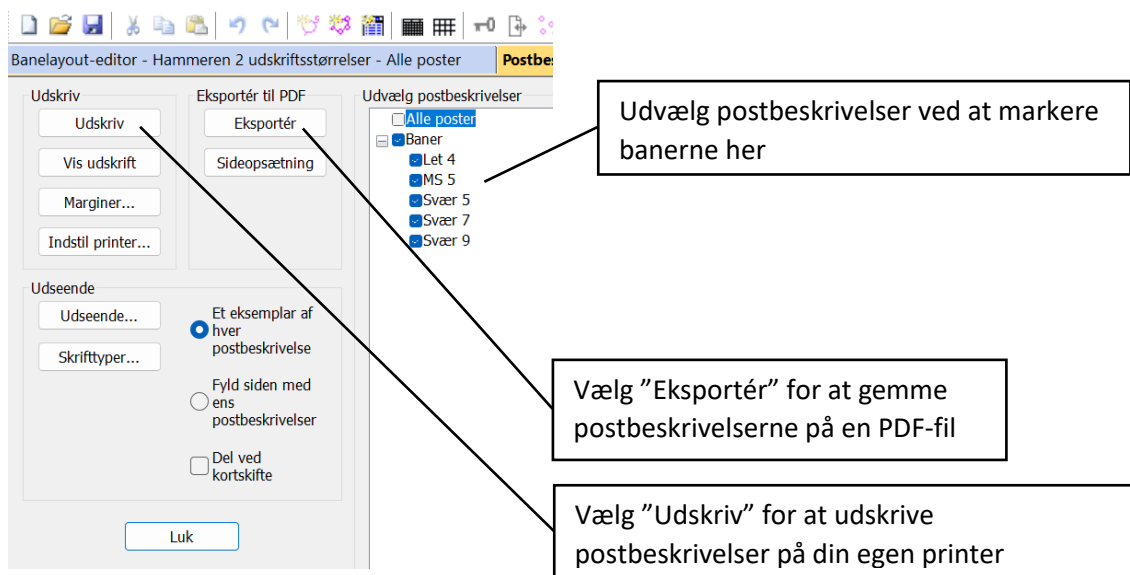 Banelayout-editor - Hammeren 2 udskriftsstørrelser - Alle poster
Udskriv
Udskriv
Vis udskrift
Marginer...
Indstil printer...
Eksportér til PDF
Eksportér
Sideopsætning
Udvælg postbeskrivelser
Alle poster
Baner
Let 4
MS 5
Svær 5
Svær 7
Svær 9
Udvælg postbeskrivelser ved at markere
banerne her
Udseende
Udseende...
Skrifttyper...
Et eksemplar af
hver
postbeskrivelse
Fyld siden med
ens
postbeskrivelser
Del ved
kortskifte
Luk
Vælg ”Eksportér” for at gemme
postbeskrivelserne på en PDF-fil
Vælg ”Udskriv” for at udskrive
postbeskrivelser på din egen printer